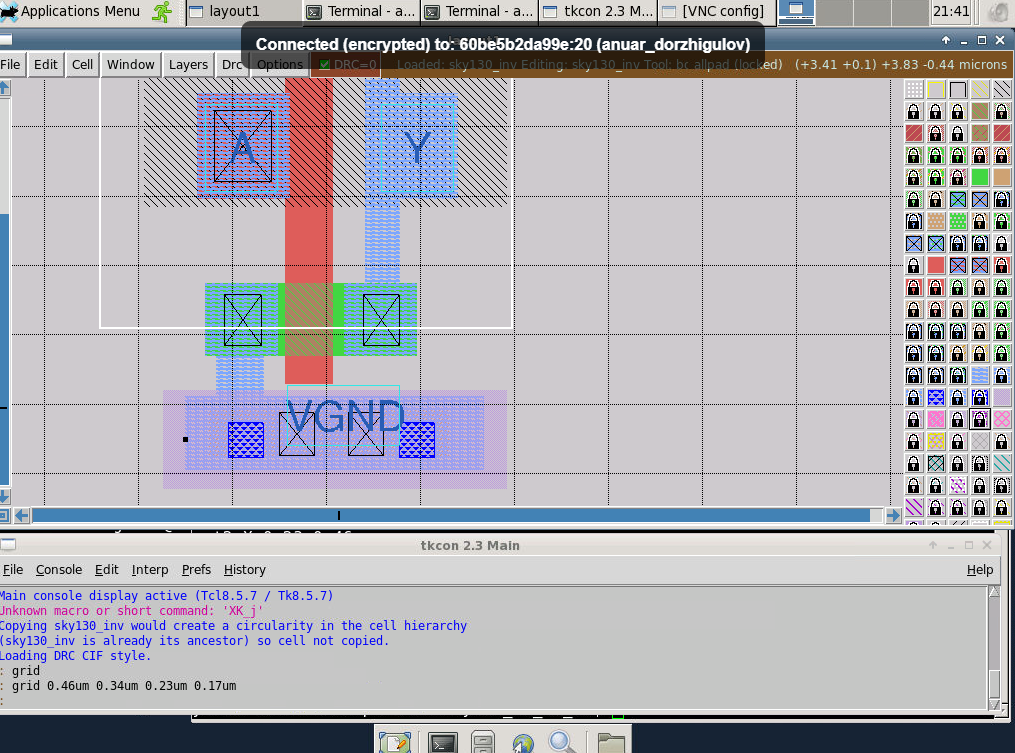 Applications Menu
layout1
Terminal - a...
Terminal - a...
tkcon 2.3 M...
[VNC config]
21:41
Connected (encrypted) to: 60be5b2da99e:20 (anuar_dorzhigulov)
File Edit Cell Window Layers Drc Options DRC=0 Loaded: sky130_inv Editing: sky130_inv Tool: bc_allpad (locked) (+3.41 +0.1) +3.83 -0.44 microns
A
Y
VGND
tkcon 2.3 Main
File Console Edit Interp Prefs History Help
Main console display active (Tcl8.5.7 / Tk8.5.7)
Unknown macro or short command: 'XK_j'
Copying sky130_inv would create a circularity in the cell hierarchy
(sky130_inv is already its ancestor) so cell not copied.
Loading DRC CIF style.
: grid
: grid 0.46um 0.34um 0.23um 0.17um
: